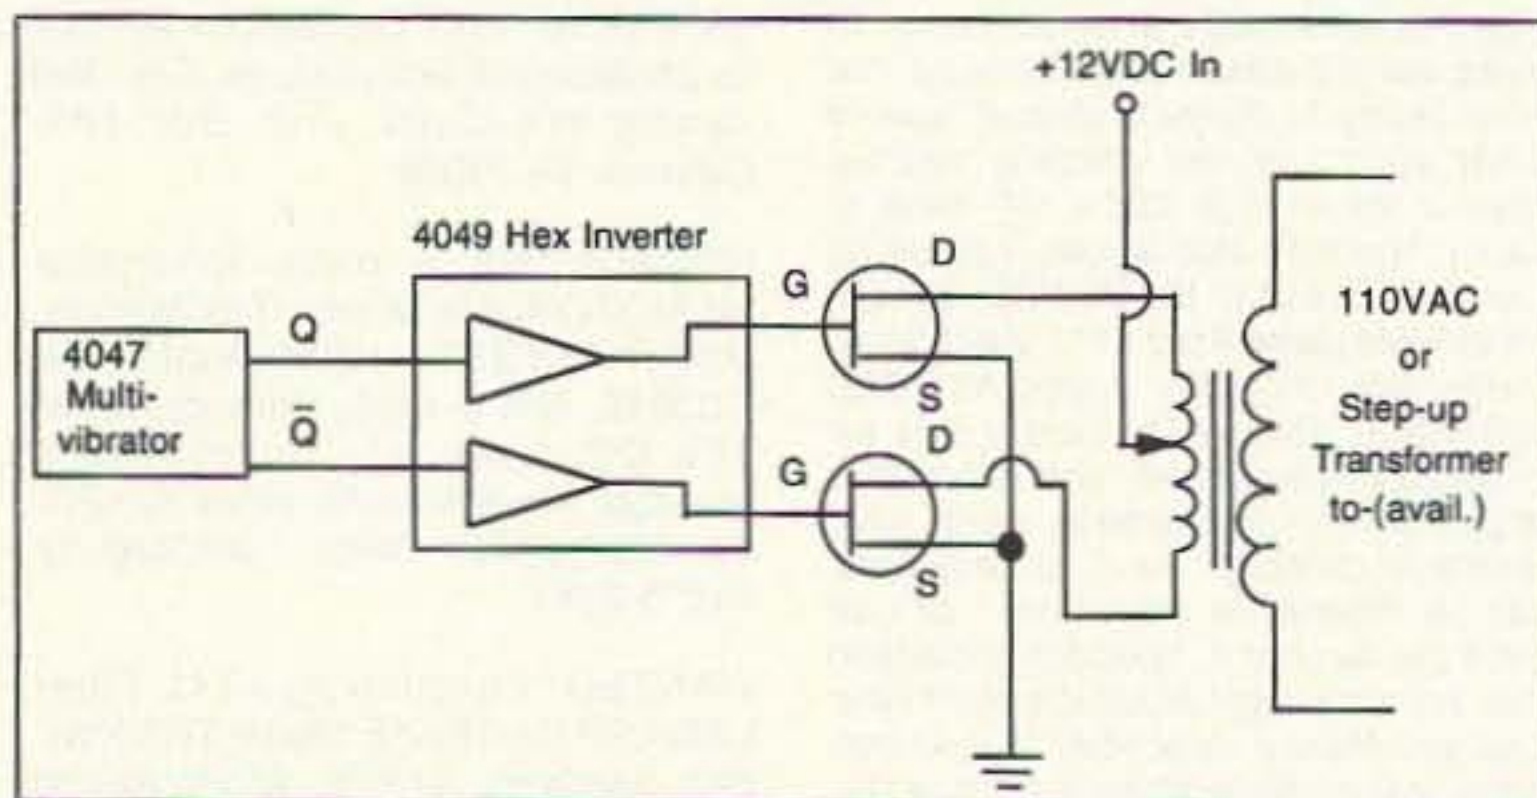 +12VDC In
4049 Hex Inverter
4047
Multi-
vibrator
Q
Q̄
G
D
S
G
D
S
110VAC
or
Step-up
Transformer
to-(avail.)